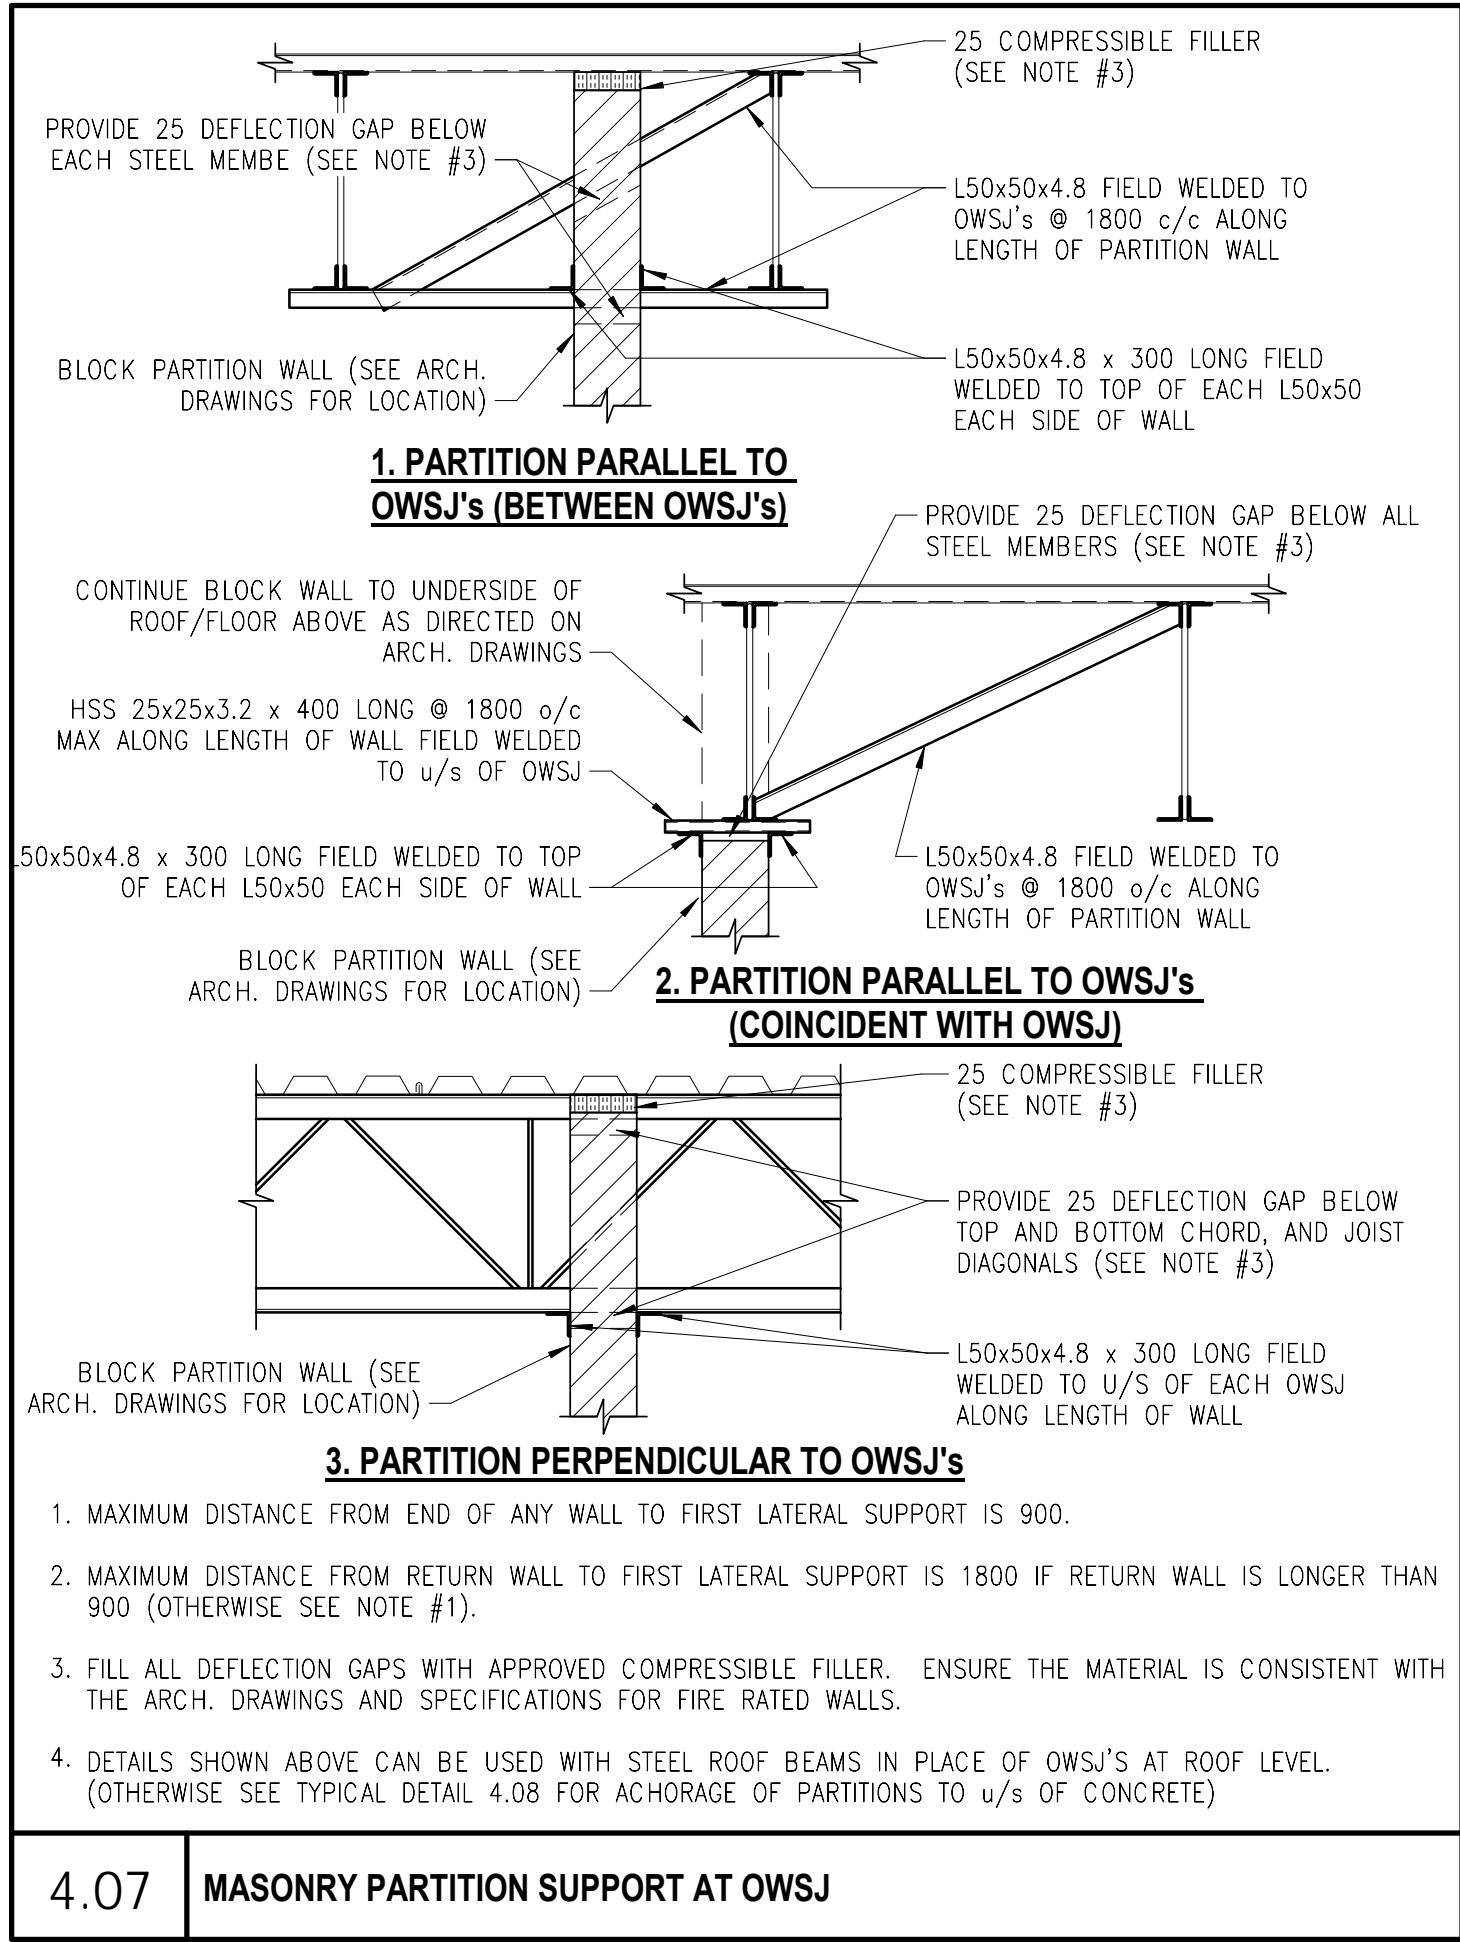 25 COMPRESSIBLE FILLER
(SEE NOTE #3)
PROVIDE 25 DEFLECTION GAP BELOW
EACH STEEL MEMBE (SEE NOTE #3)
L50x50x4.8 FIELD WELDED TO
OWSJ's @ 1800 c/c ALONG
LENGTH OF PARTITION WALL
BLOCK PARTITION WALL (SEE ARCH.
DRAWINGS FOR LOCATION)
L50x50x4.8 x 300 LONG FIELD
WELDED TO TOP OF EACH L50x50
EACH SIDE OF WALL
1. PARTITION PARALLEL TO
OWSJ's (BETWEEN OWSJ's)
PROVIDE 25 DEFLECTION GAP BELOW ALL
STEEL MEMBERS (SEE NOTE #3)
CONTINUE BLOCK WALL TO UNDERSIDE OF
ROOF/FLOOR ABOVE AS DIRECTED ON
ARCH. DRAWINGS
HSS 25x25x3.2 x 400 LONG @ 1800 o/c
MAX ALONG LENGTH OF WALL FIELD WELDED
TO u/s OF OWSJ
L50x50x4.8 x 300 LONG FIELD WELDED TO TOP
OF EACH L50x50 EACH SIDE OF WALL
L50x50x4.8 FIELD WELDED TO
OWSJ's @ 1800 o/c ALONG
LENGTH OF PARTITION WALL
BLOCK PARTITION WALL (SEE
ARCH. DRAWINGS FOR LOCATION)
2. PARTITION PARALLEL TO OWSJ's
(COINCIDENT WITH OWSJ)
25 COMPRESSIBLE FILLER
(SEE NOTE #3)
PROVIDE 25 DEFLECTION GAP BELOW
TOP AND BOTTOM CHORD, AND JOIST
DIAGONALS (SEE NOTE #3)
BLOCK PARTITION WALL (SEE
ARCH. DRAWINGS FOR LOCATION)
L50x50x4.8 x 300 LONG FIELD
WELDED TO U/S OF EACH OWSJ
ALONG LENGTH OF WALL
3. PARTITION PERPENDICULAR TO OWSJ's
1. MAXIMUM DISTANCE FROM END OF ANY WALL TO FIRST LATERAL SUPPORT IS 900.
2. MAXIMUM DISTANCE FROM RETURN WALL TO FIRST LATERAL SUPPORT IS 1800 IF RETURN WALL IS LONGER THAN
900 (OTHERWISE SEE NOTE #1).
3. FILL ALL DEFLECTION GAPS WITH APPROVED COMPRESSIBLE FILLER. ENSURE THE MATERIAL IS CONSISTENT WITH
THE ARCH. DRAWINGS AND SPECIFICATIONS FOR FIRE RATED WALLS.
4. DETAILS SHOWN ABOVE CAN BE USED WITH STEEL ROOF BEAMS IN PLACE OF OWSJ'S AT ROOF LEVEL.
(OTHERWISE SEE TYPICAL DETAIL 4.08 FOR ACHORAGE OF PARTITIONS TO u/s OF CONCRETE)
4.07
MASONRY PARTITION SUPPORT AT OWSJ